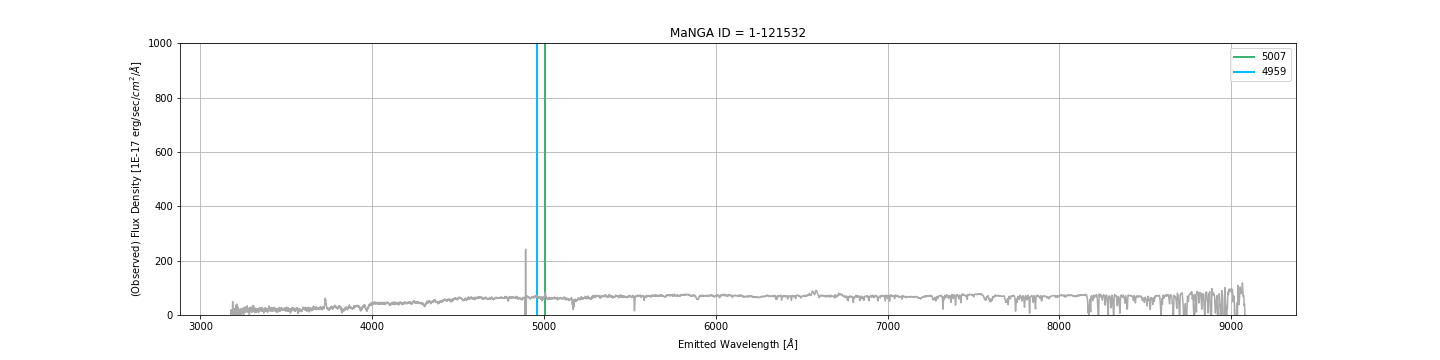 MaNGA ID = 1-121532
1000
800
600
400
200
0
(Observed) Flux Density [1E-17 erg/sec/cm²/Å]
5007
4959
3000 4000 5000 6000 7000 8000 9000
Emitted Wavelength [Å]